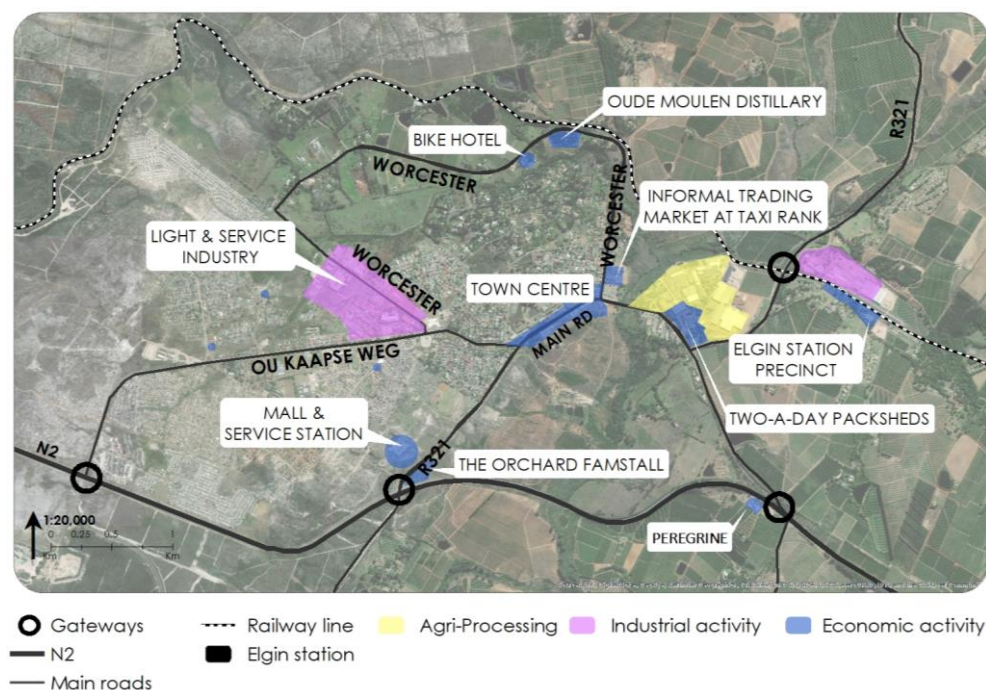 OUDE MOULEN DISTILLARY
BIKE HOTEL
R321
WORCESTER
WORCESTER
INFORMAL TRADING
MARKET AT TAXI RANK
LIGHT & SERVICE
INDUSTRY
WORCESTER
TOWN CENTRE
MAIN RD
OU KAAPSE WEG
ELGIN STATION
PRECINCT
MALL &
SERVICE STATION
TWO-A-DAY PACKSHEDS
N2
R321
THE ORCHARD FAMSTALL
PEREGRINE
1:20,000
0 0.25 0.5 1
Km Km
Gateways
Railway line
Agri-Processing
Industrial activity
Economic activity
N2
Elgin station
Main roads